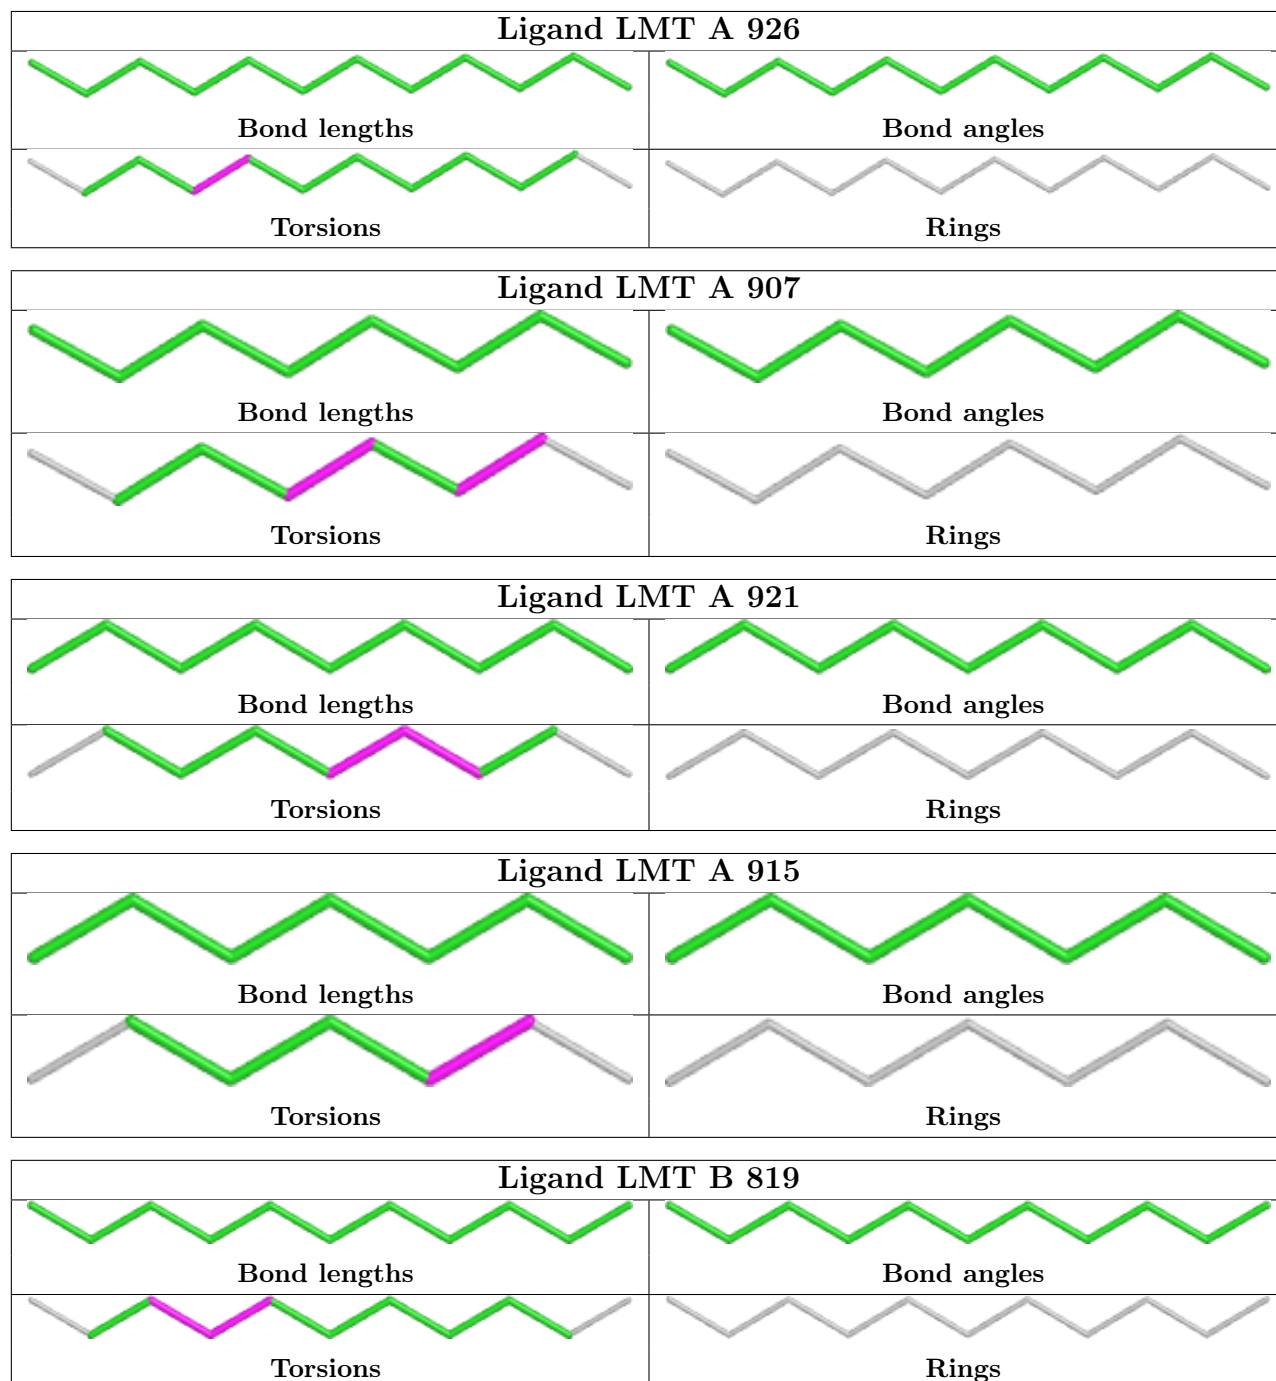 Ligand LMT A 926
Bond lengths Bond angles
Torsions Rings
Ligand LMT A 907
Bond lengths Bond angles
Torsions Rings
Ligand LMT A 921
Bond lengths Bond angles
Torsions Rings
Ligand LMT A 915
Bond lengths Bond angles
Torsions Rings
Ligand LMT B 819
Bond lengths Bond angles
Torsions Rings